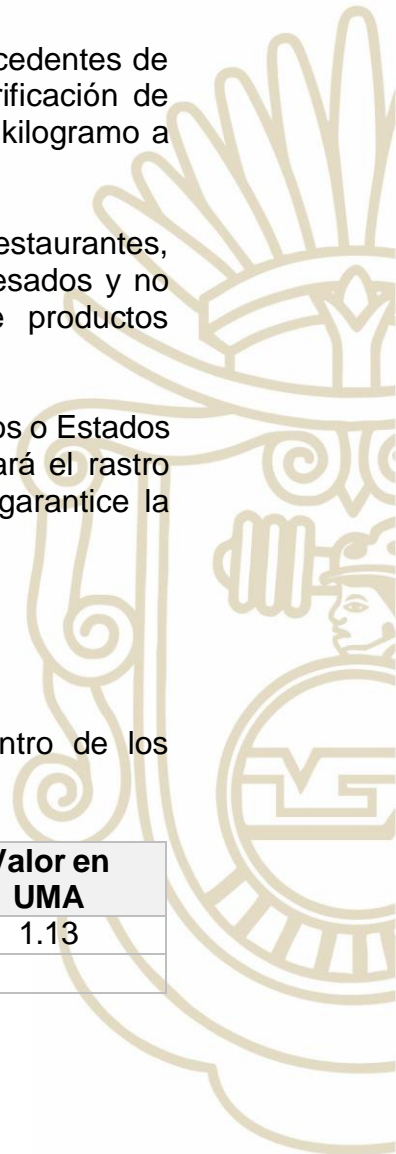 cedentes de
rificación de
kilogramo a
estaurantes,
esados y no
e productos
os o Estados
ará el rastro
garantice la
ntro de los
Valor en
UMA
1.13